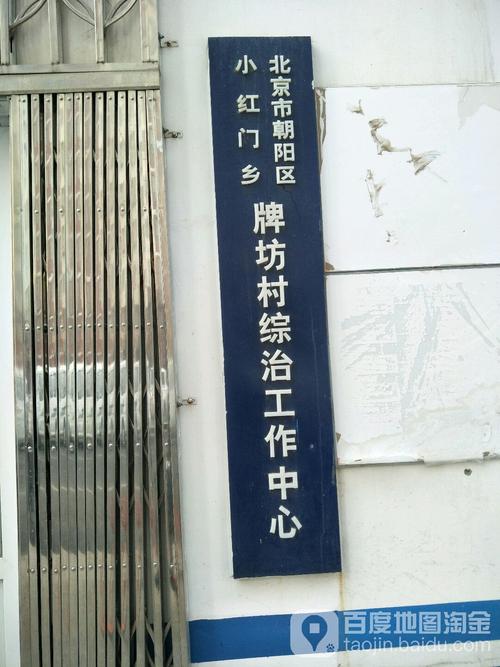 北京市朝阳区
小红门乡
牌坊村综治工作中心
百度地图淘金
taojin.baidu.com